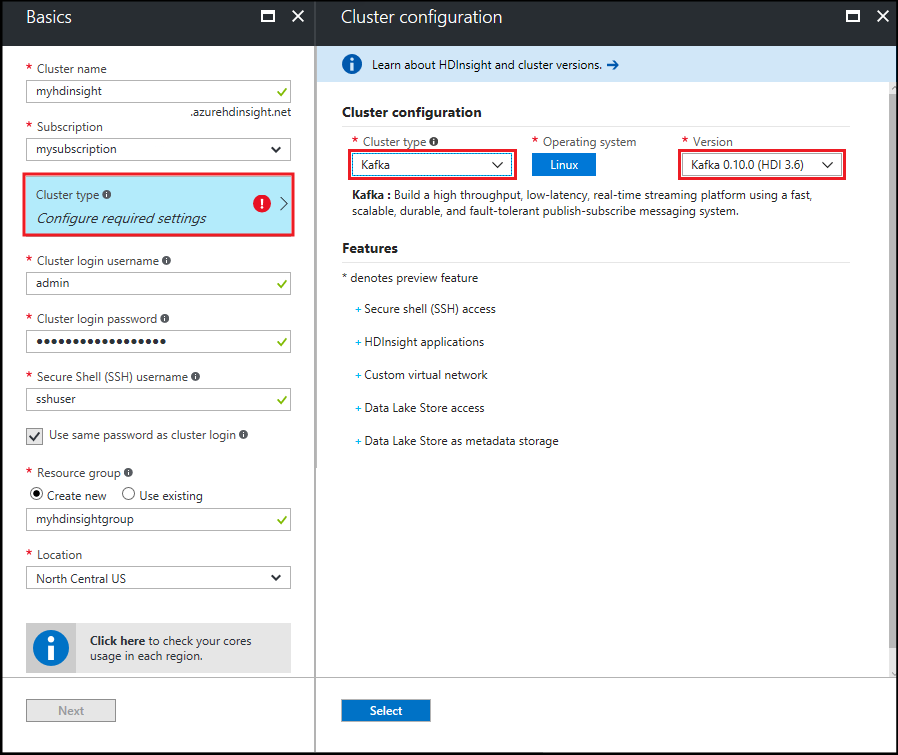 Basics
* Cluster name
myhdinsight
.azurehdinsight.net
* Subscription
mysubscription
Cluster type
Configure required settings
* Cluster login username
admin
* Cluster login password
••••••••••••••••••
* Secure Shell (SSH) username
sshuser
Use same password as cluster login
* Resource group
Create new Use existing
myhdinsightgroup
* Location
North Central US
Click here to check your cores
usage in each region.
Next
Cluster configuration
Learn about HDInsight and cluster versions. →
Cluster configuration
* Cluster type * Operating system * Version
Kafka Linux Kafka 0.10.0 (HDI 3.6)
Kafka : Build a high throughput, low-latency, real-time streaming platform using a fast,
scalable, durable, and fault-tolerant publish-subscribe messaging system.
Features
* denotes preview feature
+ Secure shell (SSH) access
+ HDInsight applications
+ Custom virtual network
+ Data Lake Store access
+ Data Lake Store as metadata storage
Select